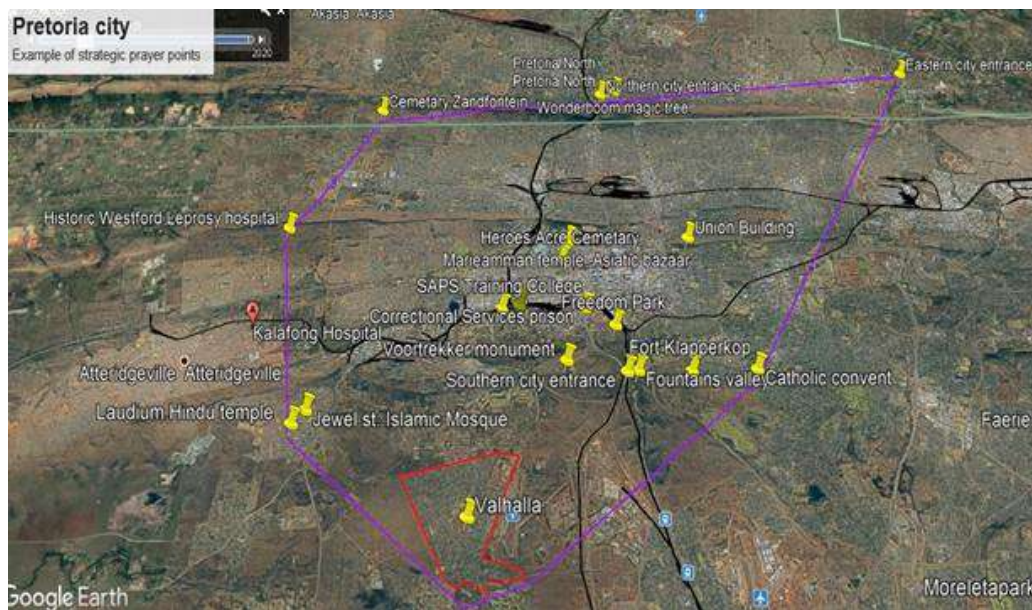 Pretoria city
Example of strategic prayer points
2020
Akasia Akasia
Pretoria North
Pretoria North
Northern city entrance
Eastern city entrance
Cemetary Zandfontein
Wonderboom magic tree
Historic Westford Leprosy hospital
Heroes Acre Cemetary
Union Building
Marieamman temple Asiatic bazaar
SAPS Training College
Freedom Park
Correctional Services prison
Kalafong Hospital
Voortrekker monument
Fort Klapperkop
Atteridgeville Atteridgeville
Southern city entrance
Fountains valley
Catholic convent
Laudium Hindu temple
Jewel st. Islamic Mosque
Faerie
Valhalla
Moreletapark
Google Earth